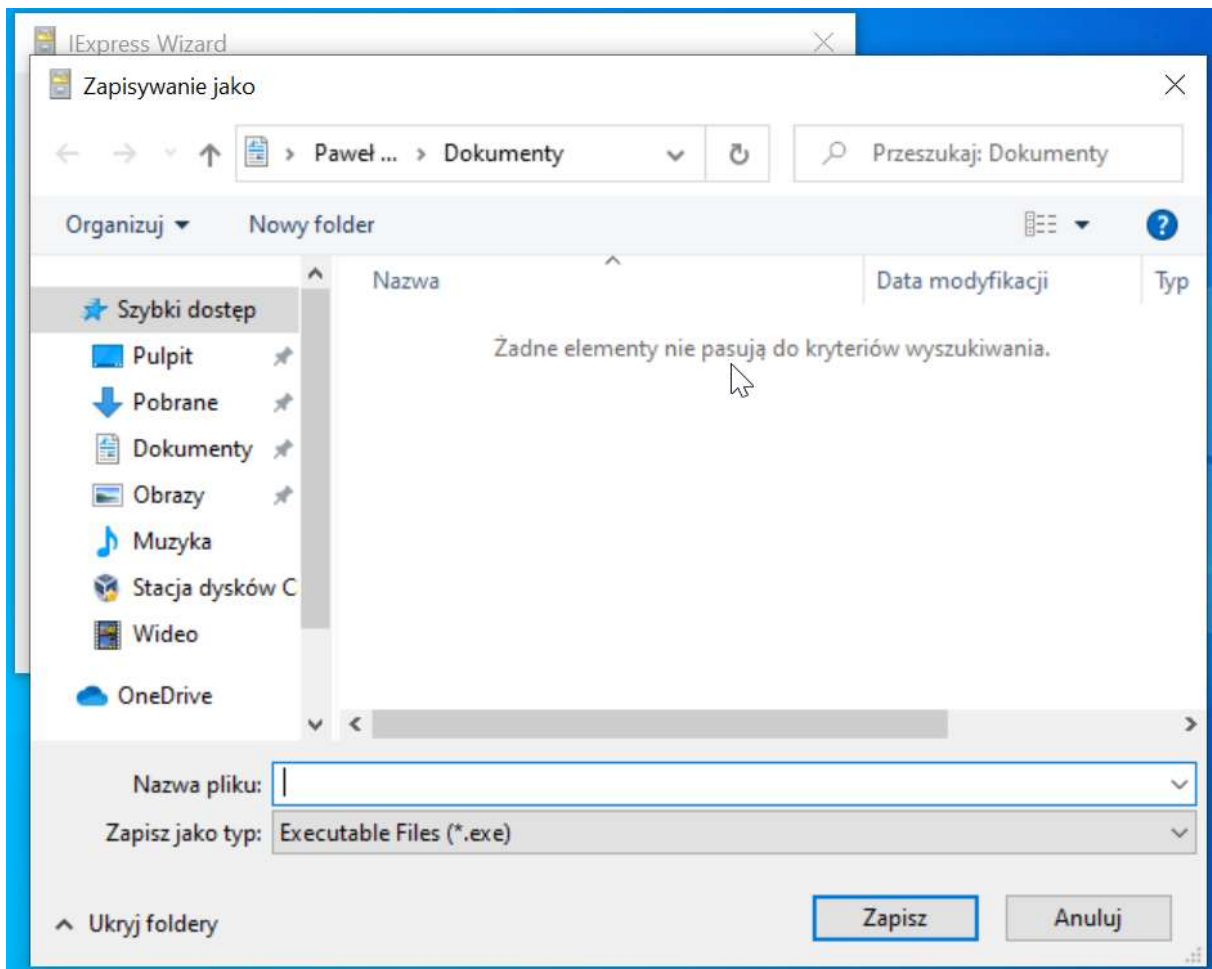 IExpress Wizard
Zapisywanie jako
Paweł ... > Dokumenty
Przeszukaj: Dokumenty
Organizuj
Nowy folder
Nazwa
Data modyfikacji
Typ
Żadne elementy nie pasują do kryteriów wyszukiwania.
Szybki dostęp
Pulpit
Pobrane
Dokumenty
Obrazy
Muzyka
Stacja dysków C
Wideo
OneDrive
Nazwa pliku:
Zapisz jako typ: Executable Files (*.exe)
Ukryj foldery
Zapisz
Anuluj